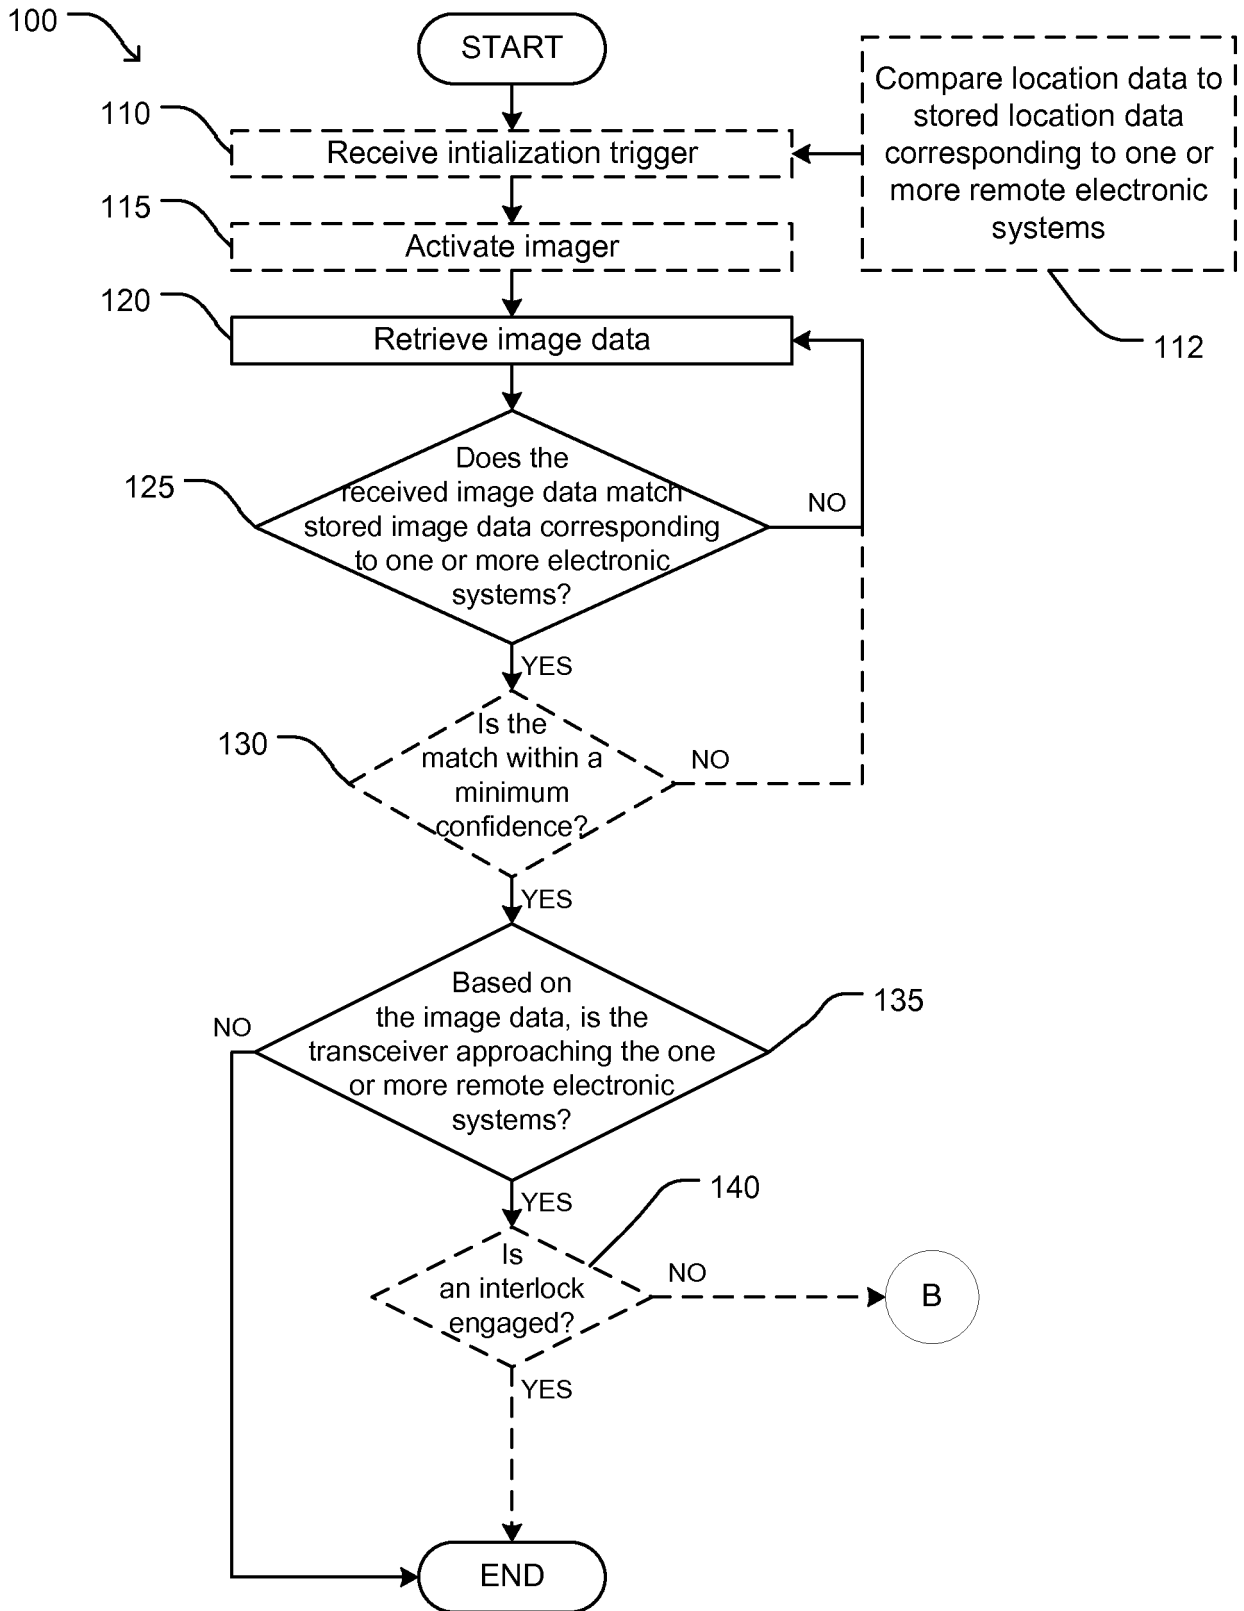 100
START
110
Receive intialization trigger
Compare location data to
stored location data
corresponding to one or
more remote electronic
systems
112
115
Activate imager
120
Retrieve image data
125
Does the
received image data match
stored image data corresponding
to one or more electronic
systems?
NO
YES
130
Is the
match within a
minimum
confidence?
NO
YES
135
Based on
the image data, is the
transceiver approaching the one
or more remote electronic
systems?
NO
YES
140
Is
an interlock
engaged?
NO
B
YES
END